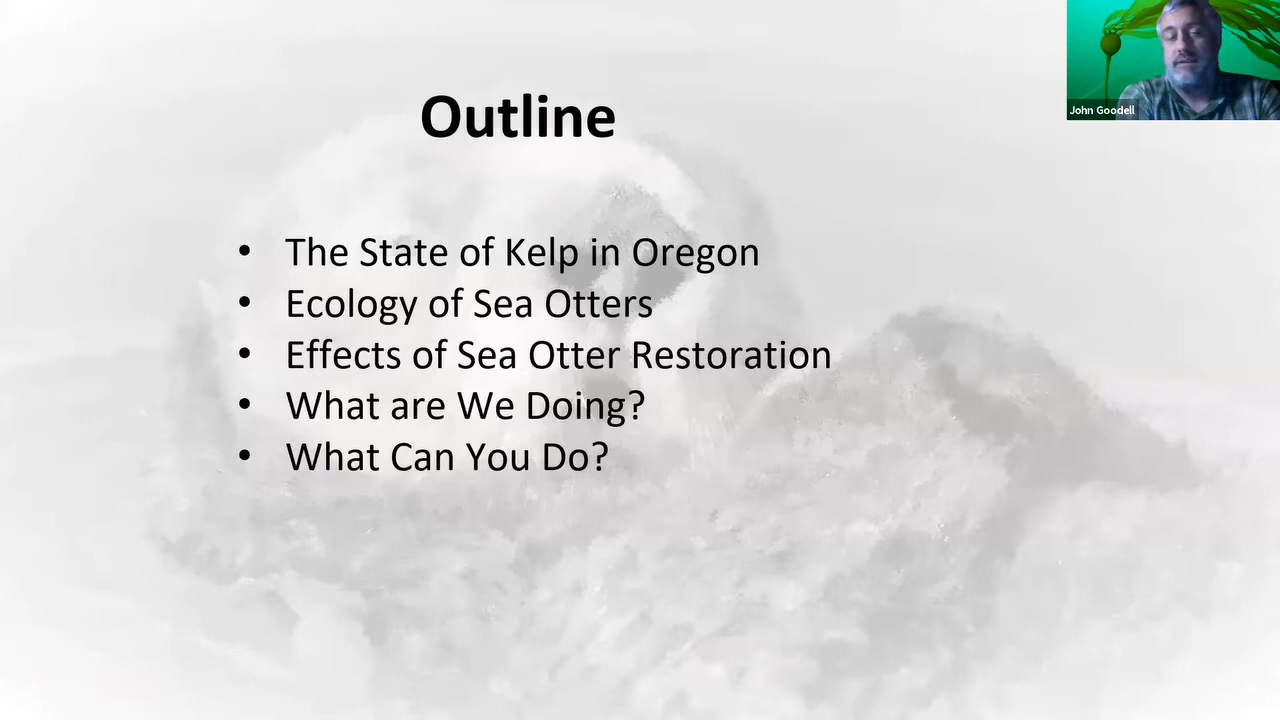 Outline
• The State of Kelp in Oregon
• Ecology of Sea Otters
• Effects of Sea Otter Restoration
• What are We Doing?
• What Can You Do?
John Goodell